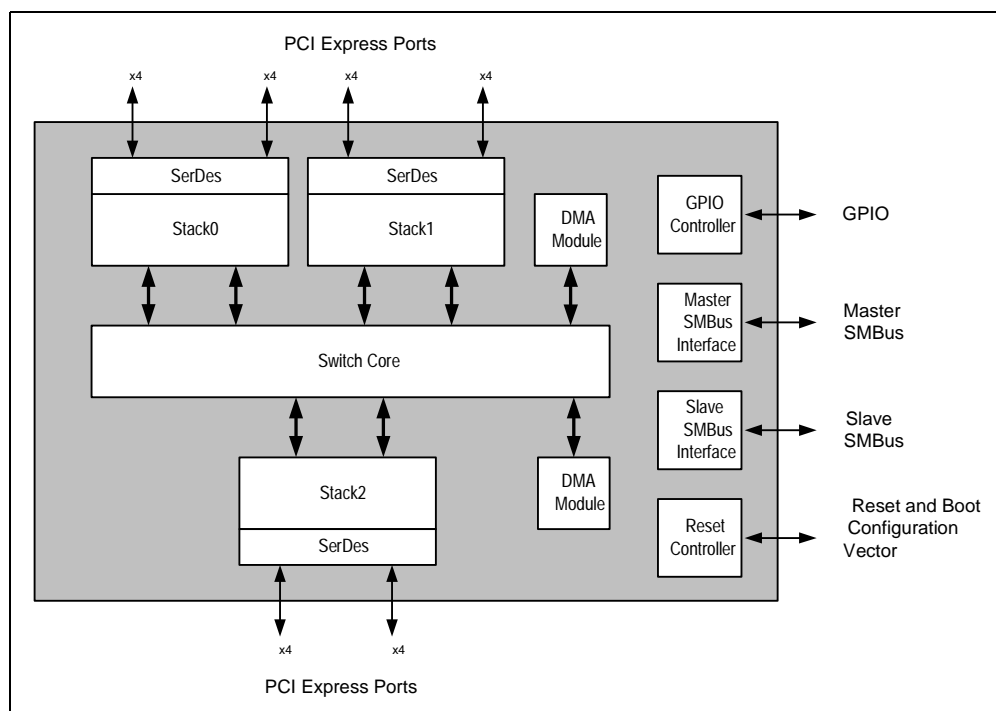 PCI Express Ports
x4
x4
x4
x4
SerDes
SerDes
Stack0
Stack1
DMA
Module
GPIO
Controller
GPIO
Master
SMBus
Interface
Master
SMBus
Switch Core
Slave
SMBus
Interface
Slave
SMBus
Stack2
SerDes
DMA
Module
Reset
Controller
Reset and Boot
Configuration
Vector
x4
x4
PCI Express Ports